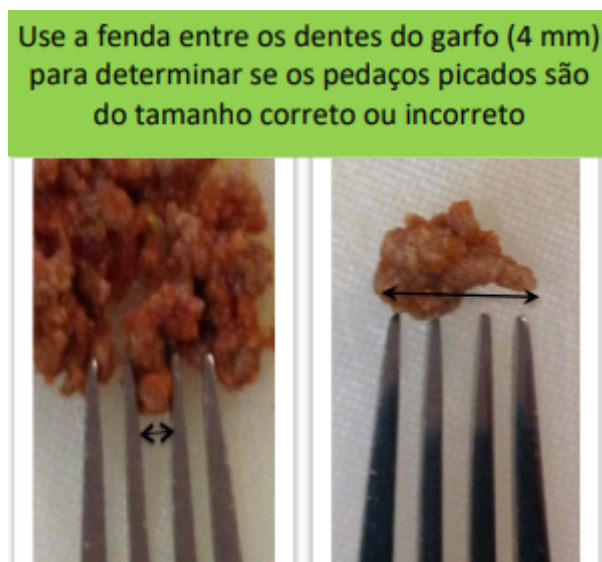 Use a fenda entre os dentes do garfo (4 mm)
para determinar se os pedaços picados são
do tamanho correto ou incorreto